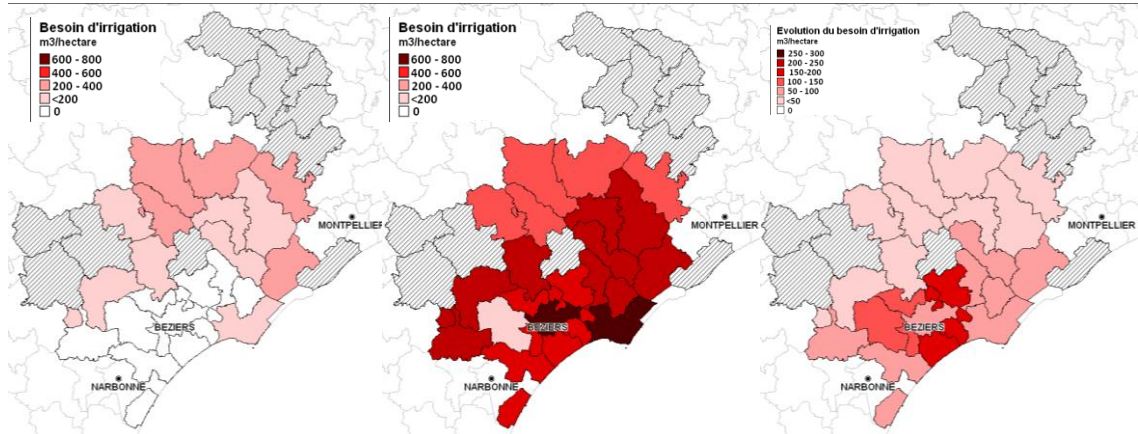 Besoin d'irrigation
m3/hectare
600 - 800
400 - 600
200 - 400
<200
0
MONTPELLIER
BEZIERS
NARBONNE
Besoin d'irrigation
m3/hectare
600 - 800
400 - 600
200 - 400
<200
0
MONTPELLIER
BEZIERS
NARBONNE
Evolution du besoin d'irrigation
m3/hectare
250 - 300
200 - 250
150-200
100 - 150
50 - 100
<50
0
MONTPELLIER
BEZIERS
NARBONNE